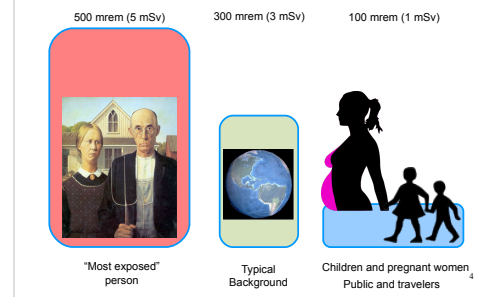 500 mrem (5 mSv)
300 mrem (3 mSv)
100 mrem (1 mSv)
“Most exposed”
person
Typical
Background
Children and pregnant women
Public and travelers
4